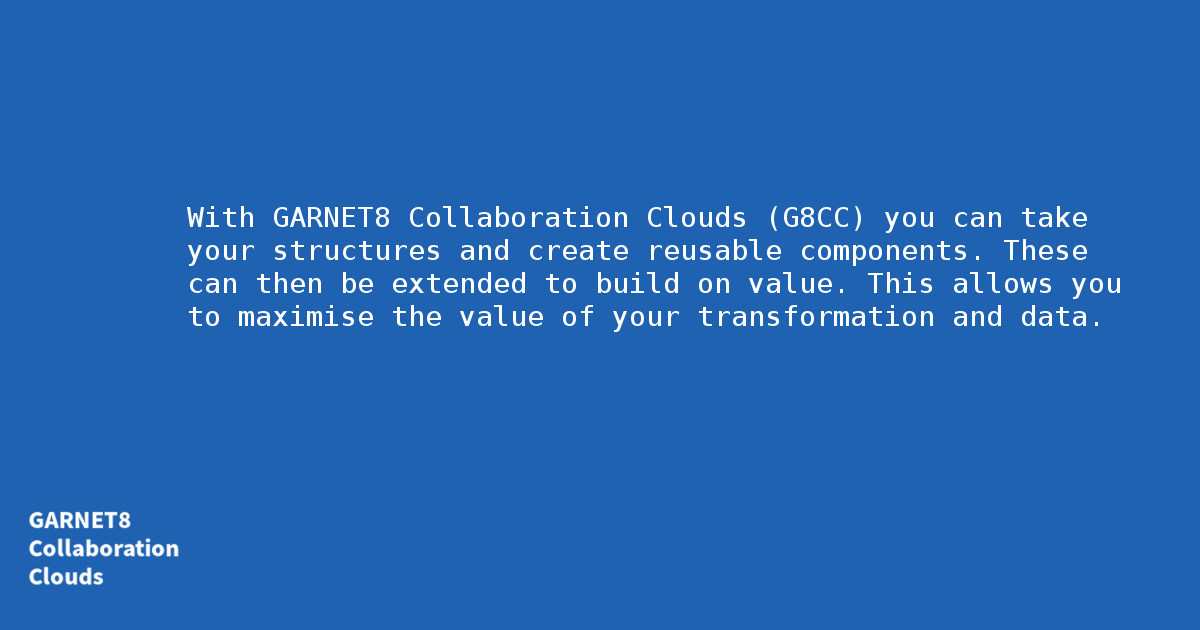 With GARNET8 Collaboration Clouds (G8CC) you can take
your structures and create reusable components. These
can then be extended to build on value. This allows you
to maximise the value of your transformation and data.
GARNET8
Collaboration
Clouds